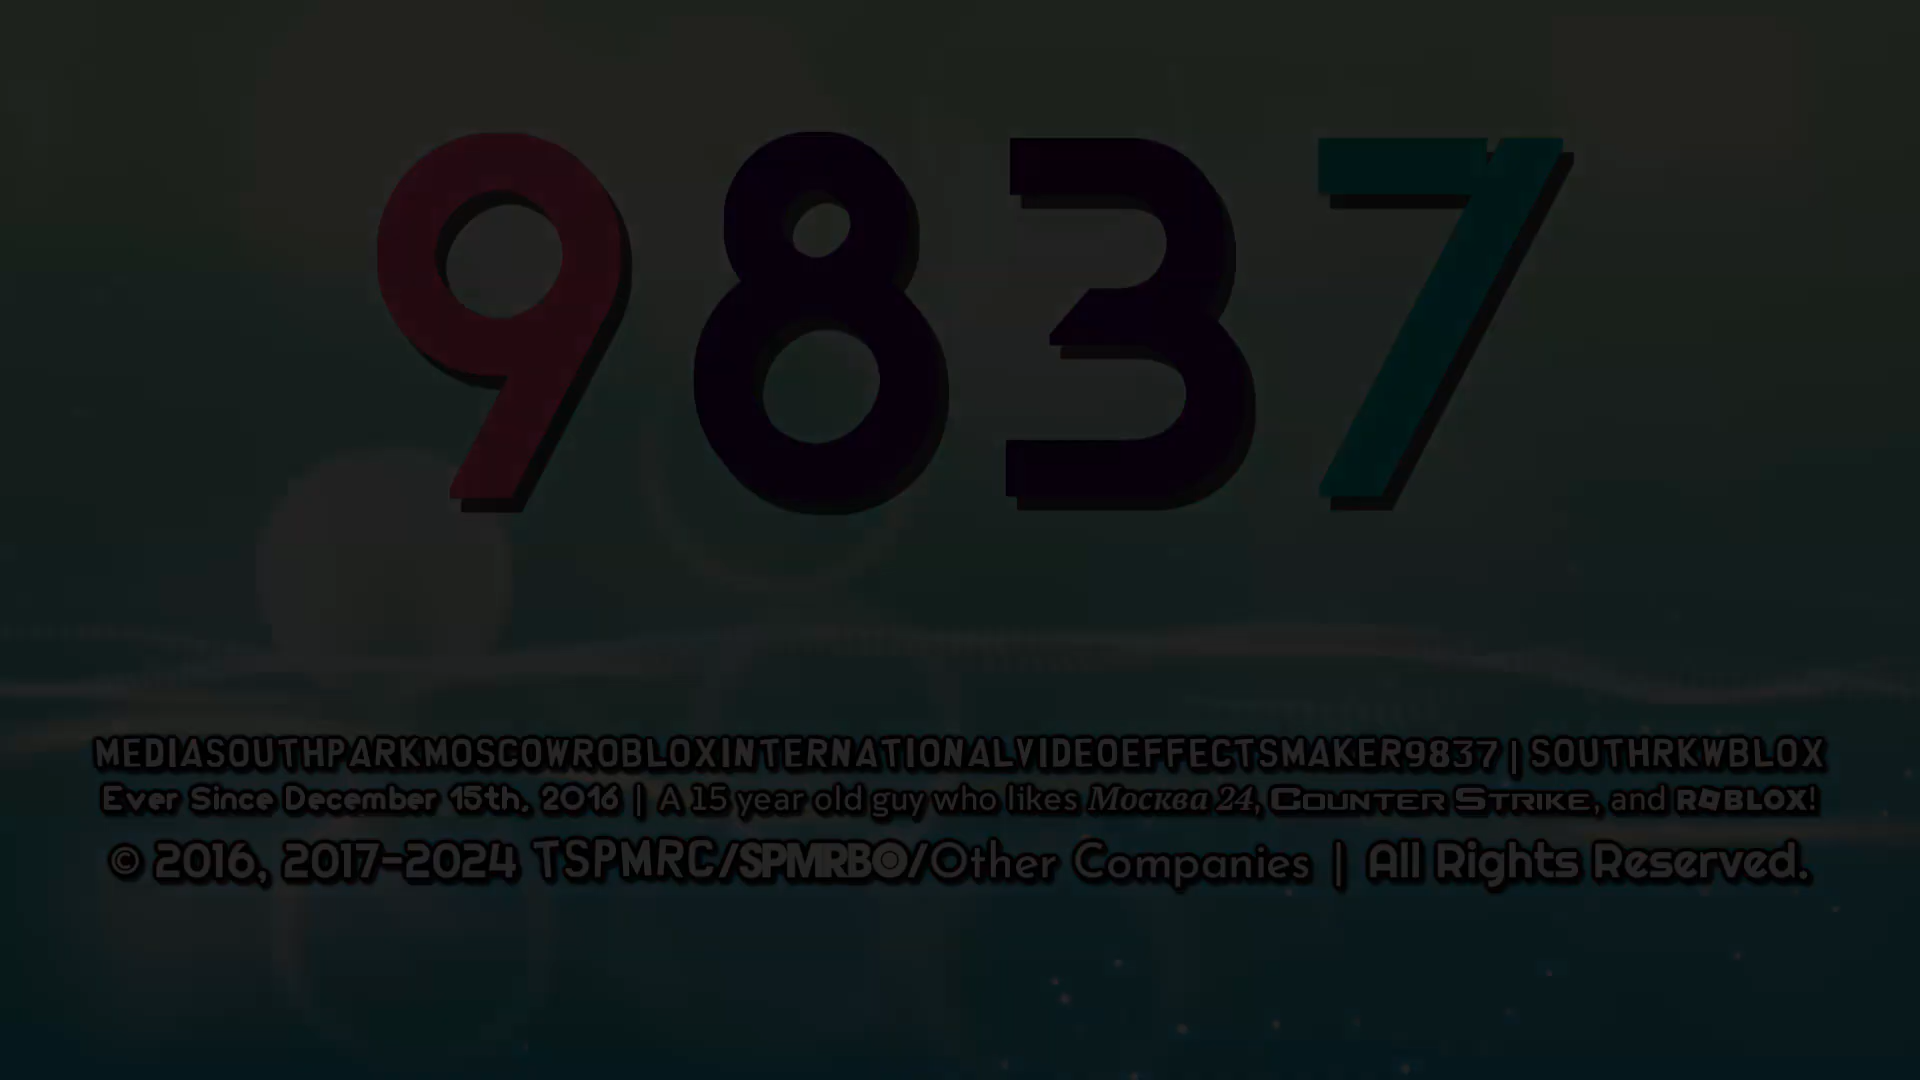 9837
MEDIASOUTHPARKMOSCOWROBLOXINTERNATIONALVIDEOEFFECTSMAKER9837 | SOUTHRKWBLOX
Ever Since December 15th, 2016 | A 15 year old guy who likes Москва 24, COUNTER STRIKE, and ROBLOX!
© 2016, 2017-2024 TSPMRC/SPMRBO/Other Companies | All Rights Reserved.